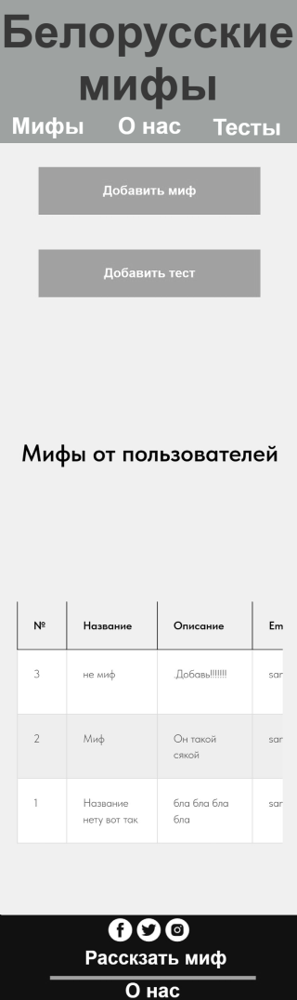 Белорусские
мифы
Мифы О нас Тесты
Добавить миф
Добавить тест
Мифы от пользователей
№ Название Описание Em
3 не миф .Добавь!!!!!!! sar
2 Миф Он такой sar
сякой
1 Название бла бла бла sar
нету вот так бла
Расскзать миф
О нас